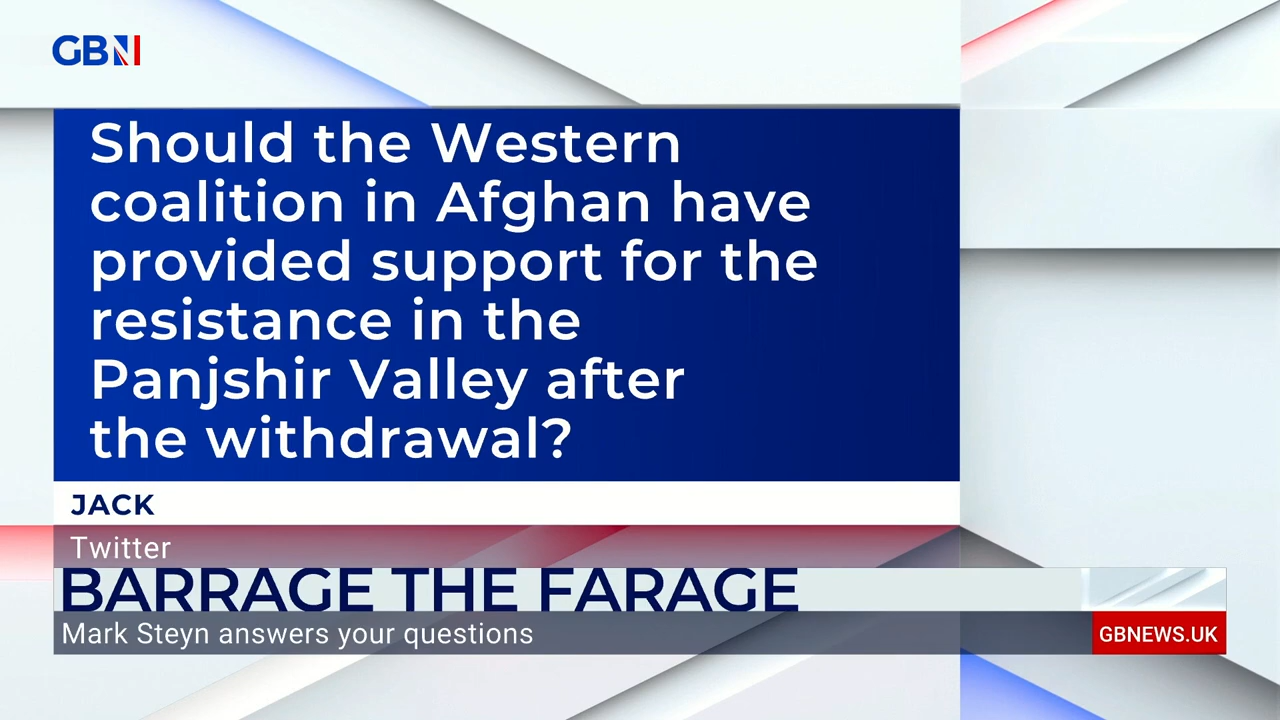 GBN
Should the Western
coalition in Afghan have
provided support for the
resistance in the
Panjshir Valley after
the withdrawal?
JACK
Twitter
BARRAGE THE FARAGE
Mark Steyn answers your questions
GBNEWS.UK